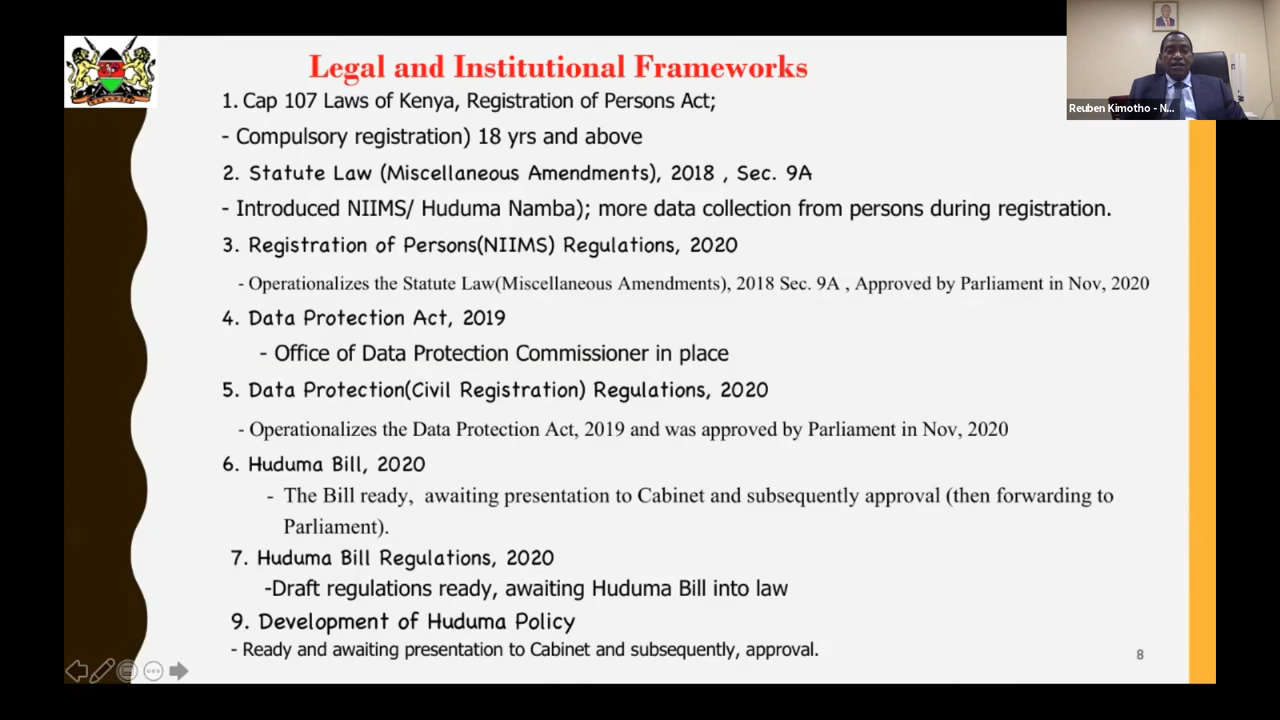 Legal and Institutional Frameworks
Reuben Kimotho - N...
1. Cap 107 Laws of Kenya, Registration of Persons Act;
- Compulsory registration) 18 yrs and above
2. Statute Law (Miscellaneous Amendments), 2018 , Sec. 9A
- Introduced NIIMS/ Huduma Namba); more data collection from persons during registration.
3. Registration of Persons(NIIMS) Regulations, 2020
- Operationalizes the Statute Law(Miscellaneous Amendments), 2018 Sec. 9A , Approved by Parliament in Nov, 2020
4. Data Protection Act, 2019
- Office of Data Protection Commissioner in place
5. Data Protection(Civil Registration) Regulations, 2020
- Operationalizes the Data Protection Act, 2019 and was approved by Parliament in Nov, 2020
6. Huduma Bill, 2020
- The Bill ready, awaiting presentation to Cabinet and subsequently approval (then forwarding to
Parliament).
7. Huduma Bill Regulations, 2020
-Draft regulations ready, awaiting Huduma Bill into law
9. Development of Huduma Policy
- Ready and awaiting presentation to Cabinet and subsequently, approval.
8